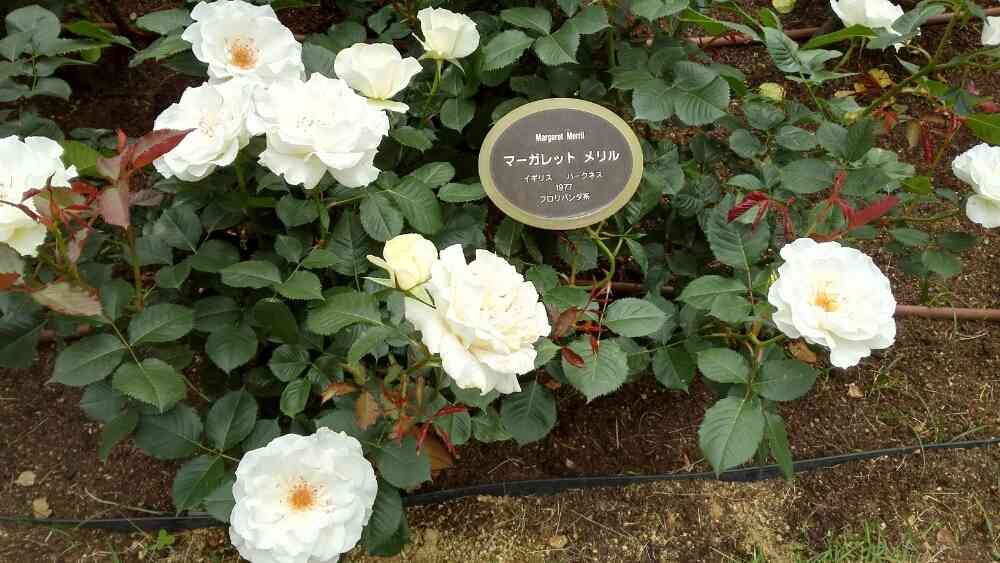 Margaret Merril
マーガレット メリル
イギリス ハークネス
1977
フロリバンダ系